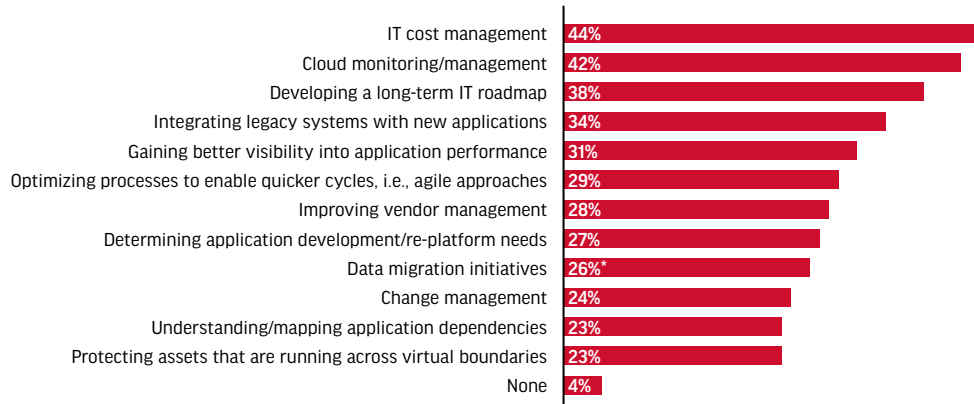 IT cost management 44%
Cloud monitoring/management 42%
Developing a long-term IT roadmap 38%
Integrating legacy systems with new applications 34%
Gaining better visibility into application performance 31%
Optimizing processes to enable quicker cycles, i.e., agile approaches 29%
Improving vendor management 28%
Determining application development/re-platform needs 27%
Data migration initiatives 26%*
Change management 24%
Understanding/mapping application dependencies 23%
Protecting assets that are running across virtual boundaries 23%
None 4%